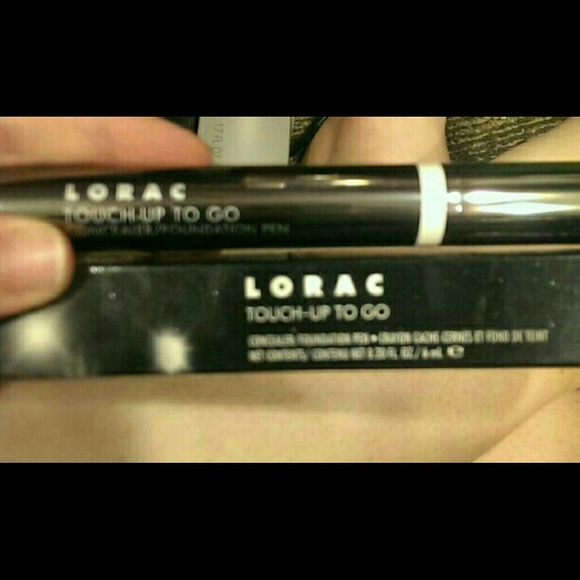 LORAC
TOUCH-UP TO GO
CONCEALER/FOUNDATION PEN
LORAC
TOUCH-UP TO GO
CONCEALER/FOUNDATION PEN • CRAYON CACHE-CERNES ET FOND DE TEINT
NET CONTENTS/ CONTENU NET 0.20 FL. OZ. / 6 mL ℮